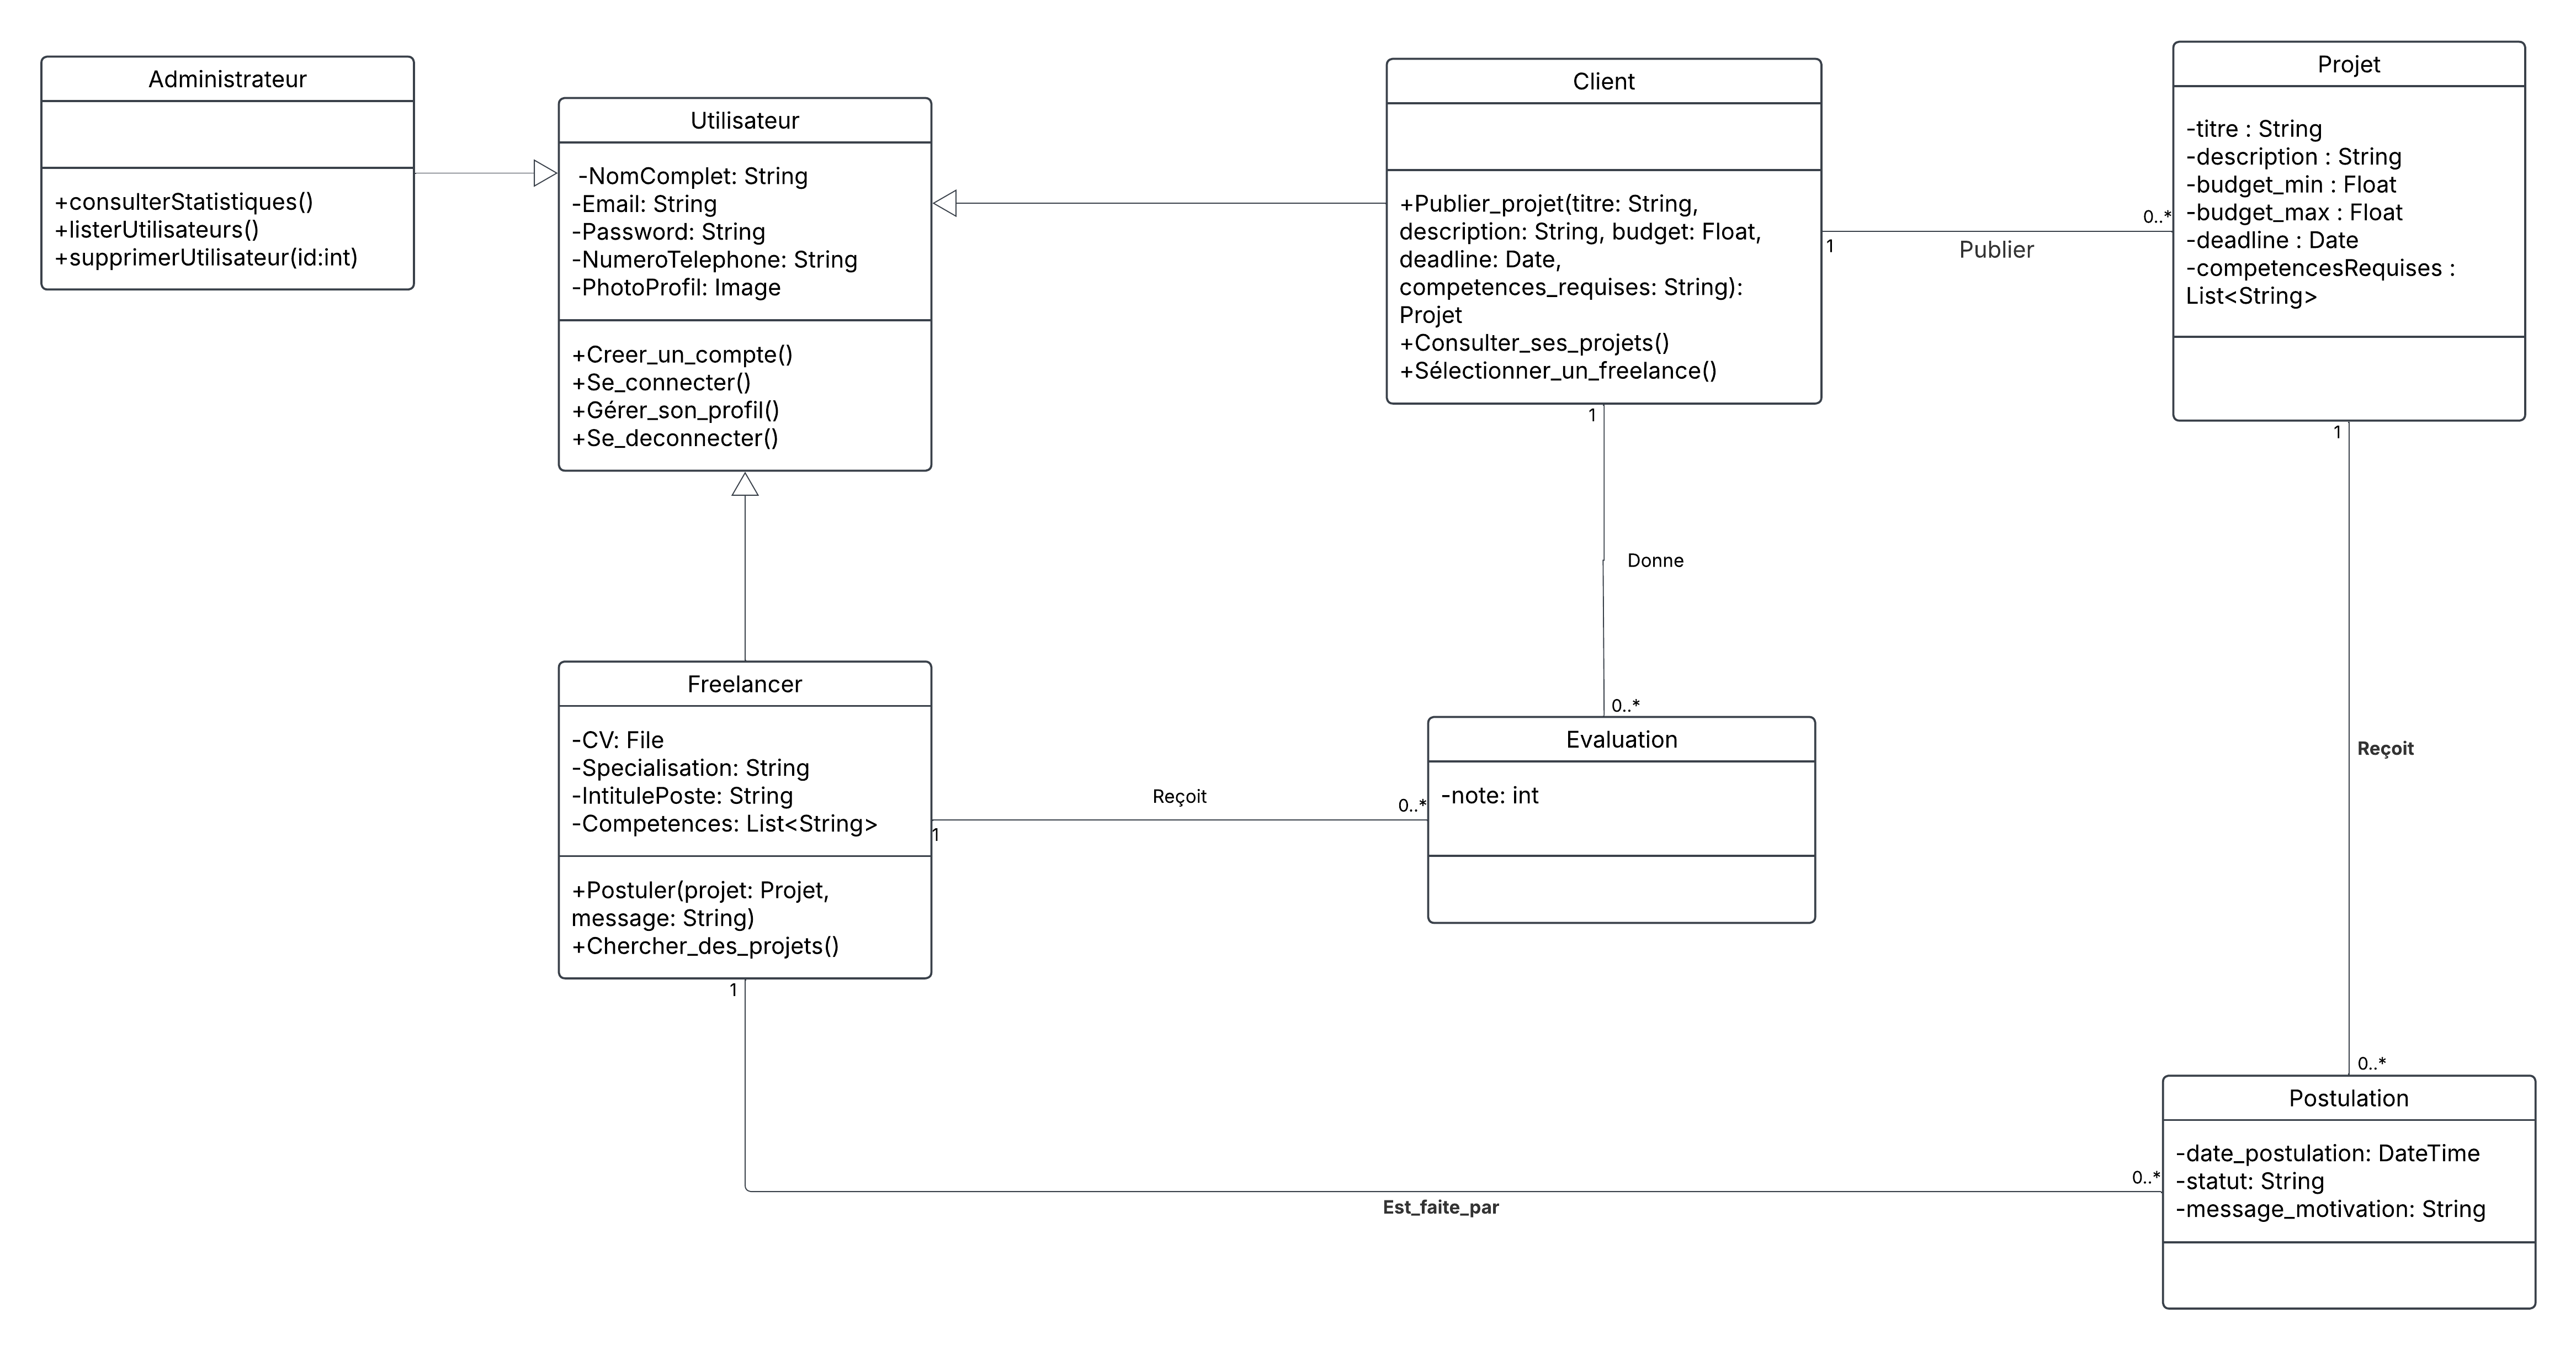 Administrateur
+consulterStatistiques()
+listerUtilisateurs()
+supprimerUtilisateur(id:int)
Utilisateur
-NomComplet: String
-Email: String
-Password: String
-NumeroTelephone: String
-PhotoProfil: Image
+Creer_un_compte()
+Se_connecter()
+Gérer_son_profil()
+Se_deconnecter()
Client
+Publier_projet(titre: String,
description: String, budget: Float,
deadline: Date,
competences_requises: String):
Projet
+Consulter_ses_projets()
+Sélectionner_un_freelance()
1
Publier
0..*
Projet
-titre : String
-description : String
-budget_min : Float
-budget_max : Float
-deadline : Date
-competencesRequises :
List<String>
1
Donne
0..*
1
Reçoit
0..*
Freelancer
-CV: File
-Specialisation: String
-IntitulePoste: String
-Competences: List<String>
+Postuler(projet: Projet,
message: String)
+Chercher_des_projets()
1
Reçoit
0..*
Evaluation
-note: int
1
Est_faite_par
0..*
Postulation
-date_postulation: DateTime
-statut: String
-message_motivation: String